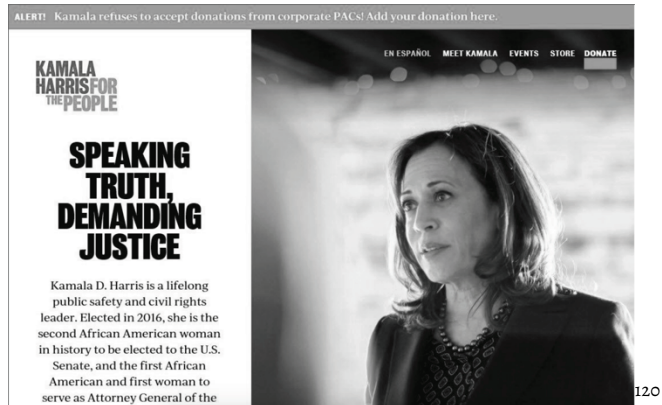 ALERT! Kamala refuses to accept donations from corporate PACs! Add your donation here.
EN ESPAÑOL MEET KAMALA EVENTS STORE DONATE
KAMALA
HARRIS FOR
THE PEOPLE
SPEAKING
TRUTH,
DEMANDING
JUSTICE
Kamala D. Harris is a lifelong
public safety and civil rights
leader. Elected in 2016, she is the
second African American woman
in history to be elected to the U.S.
Senate, and the first African
American and first woman to
serve as Attorney General of the
120